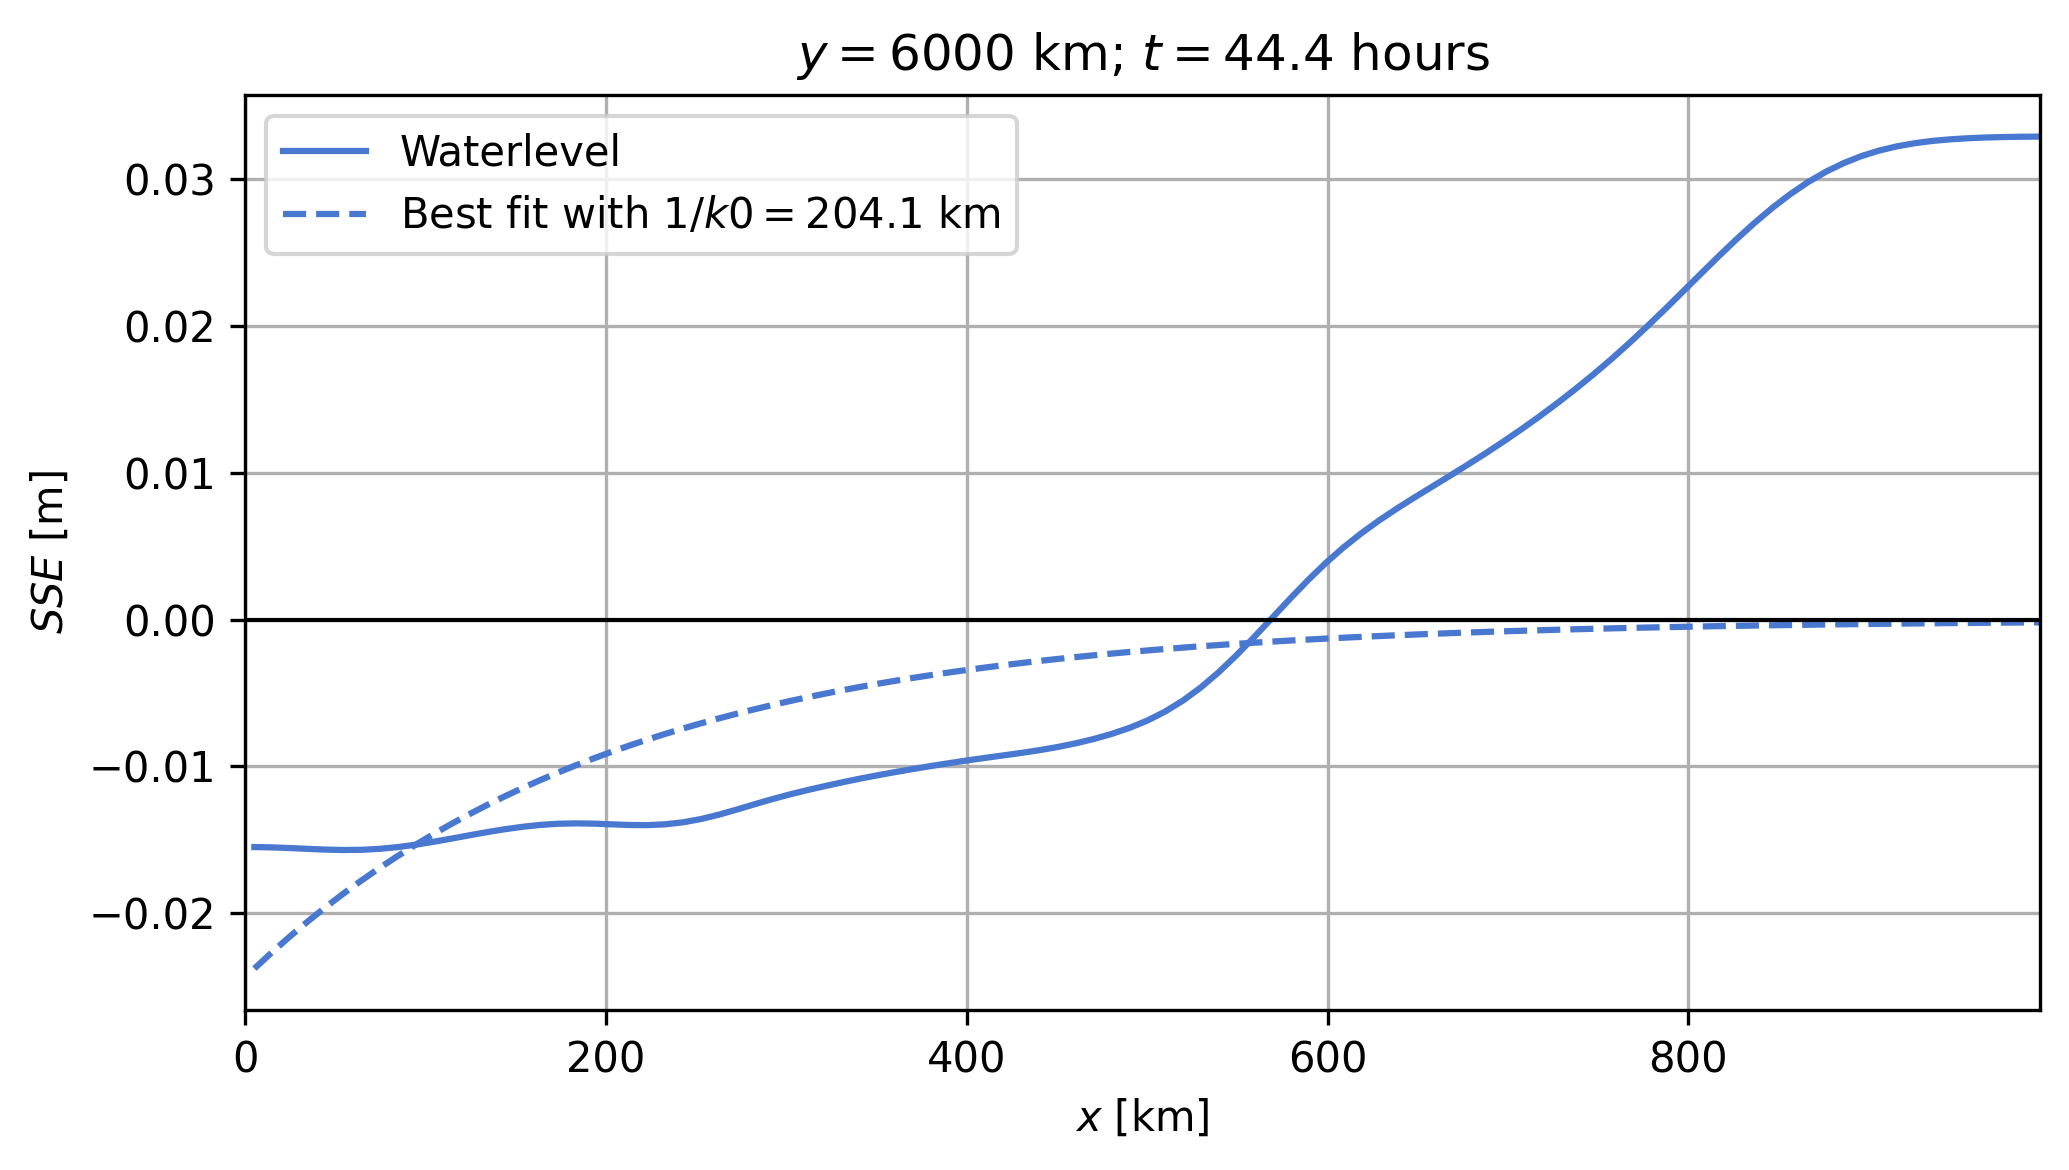 y = 6000 km; t = 44.4 hours
Waterlevel
Best fit with 1/k0 = 204.1 km
0.03
0.02
0.01
0.00
−0.01
−0.02
SSE [m]
0 200 400 600 800
x [km]